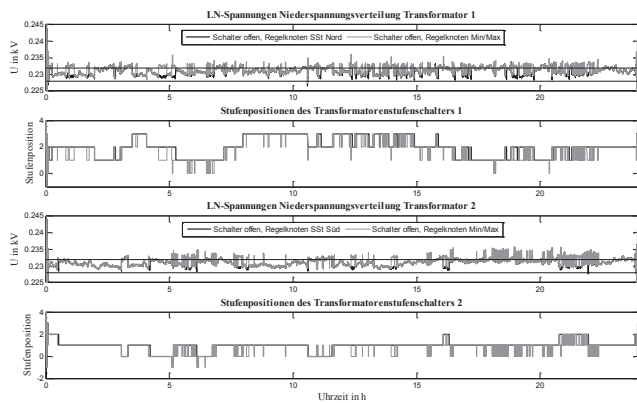 LN-Spannungen Niederspannungsverteilung Transformator 1
U in kV
0.245
0.24
0.235
0.23
0.225
Schalter offen, Regelknoten SSt Nord
Schalter offen, Regelknoten Min/Max
0 5 10 15 20
Stufenpositionen des Transformatorenstufenschalters 1
Stufenposition
4
2
0
-2
0 5 10 15 20
LN-Spannungen Niederspannungsverteilung Transformator 2
U in kV
0.245
0.24
0.235
0.23
0.225
Schalter offen, Regelknoten SSt Süd
Schalter offen, Regelknoten Min/Max
0 5 10 15 20
Stufenpositionen des Transformatorenstufenschalters 2
Stufenposition
4
2
0
-2
0 5 10 15 20
Uhrzeit in h